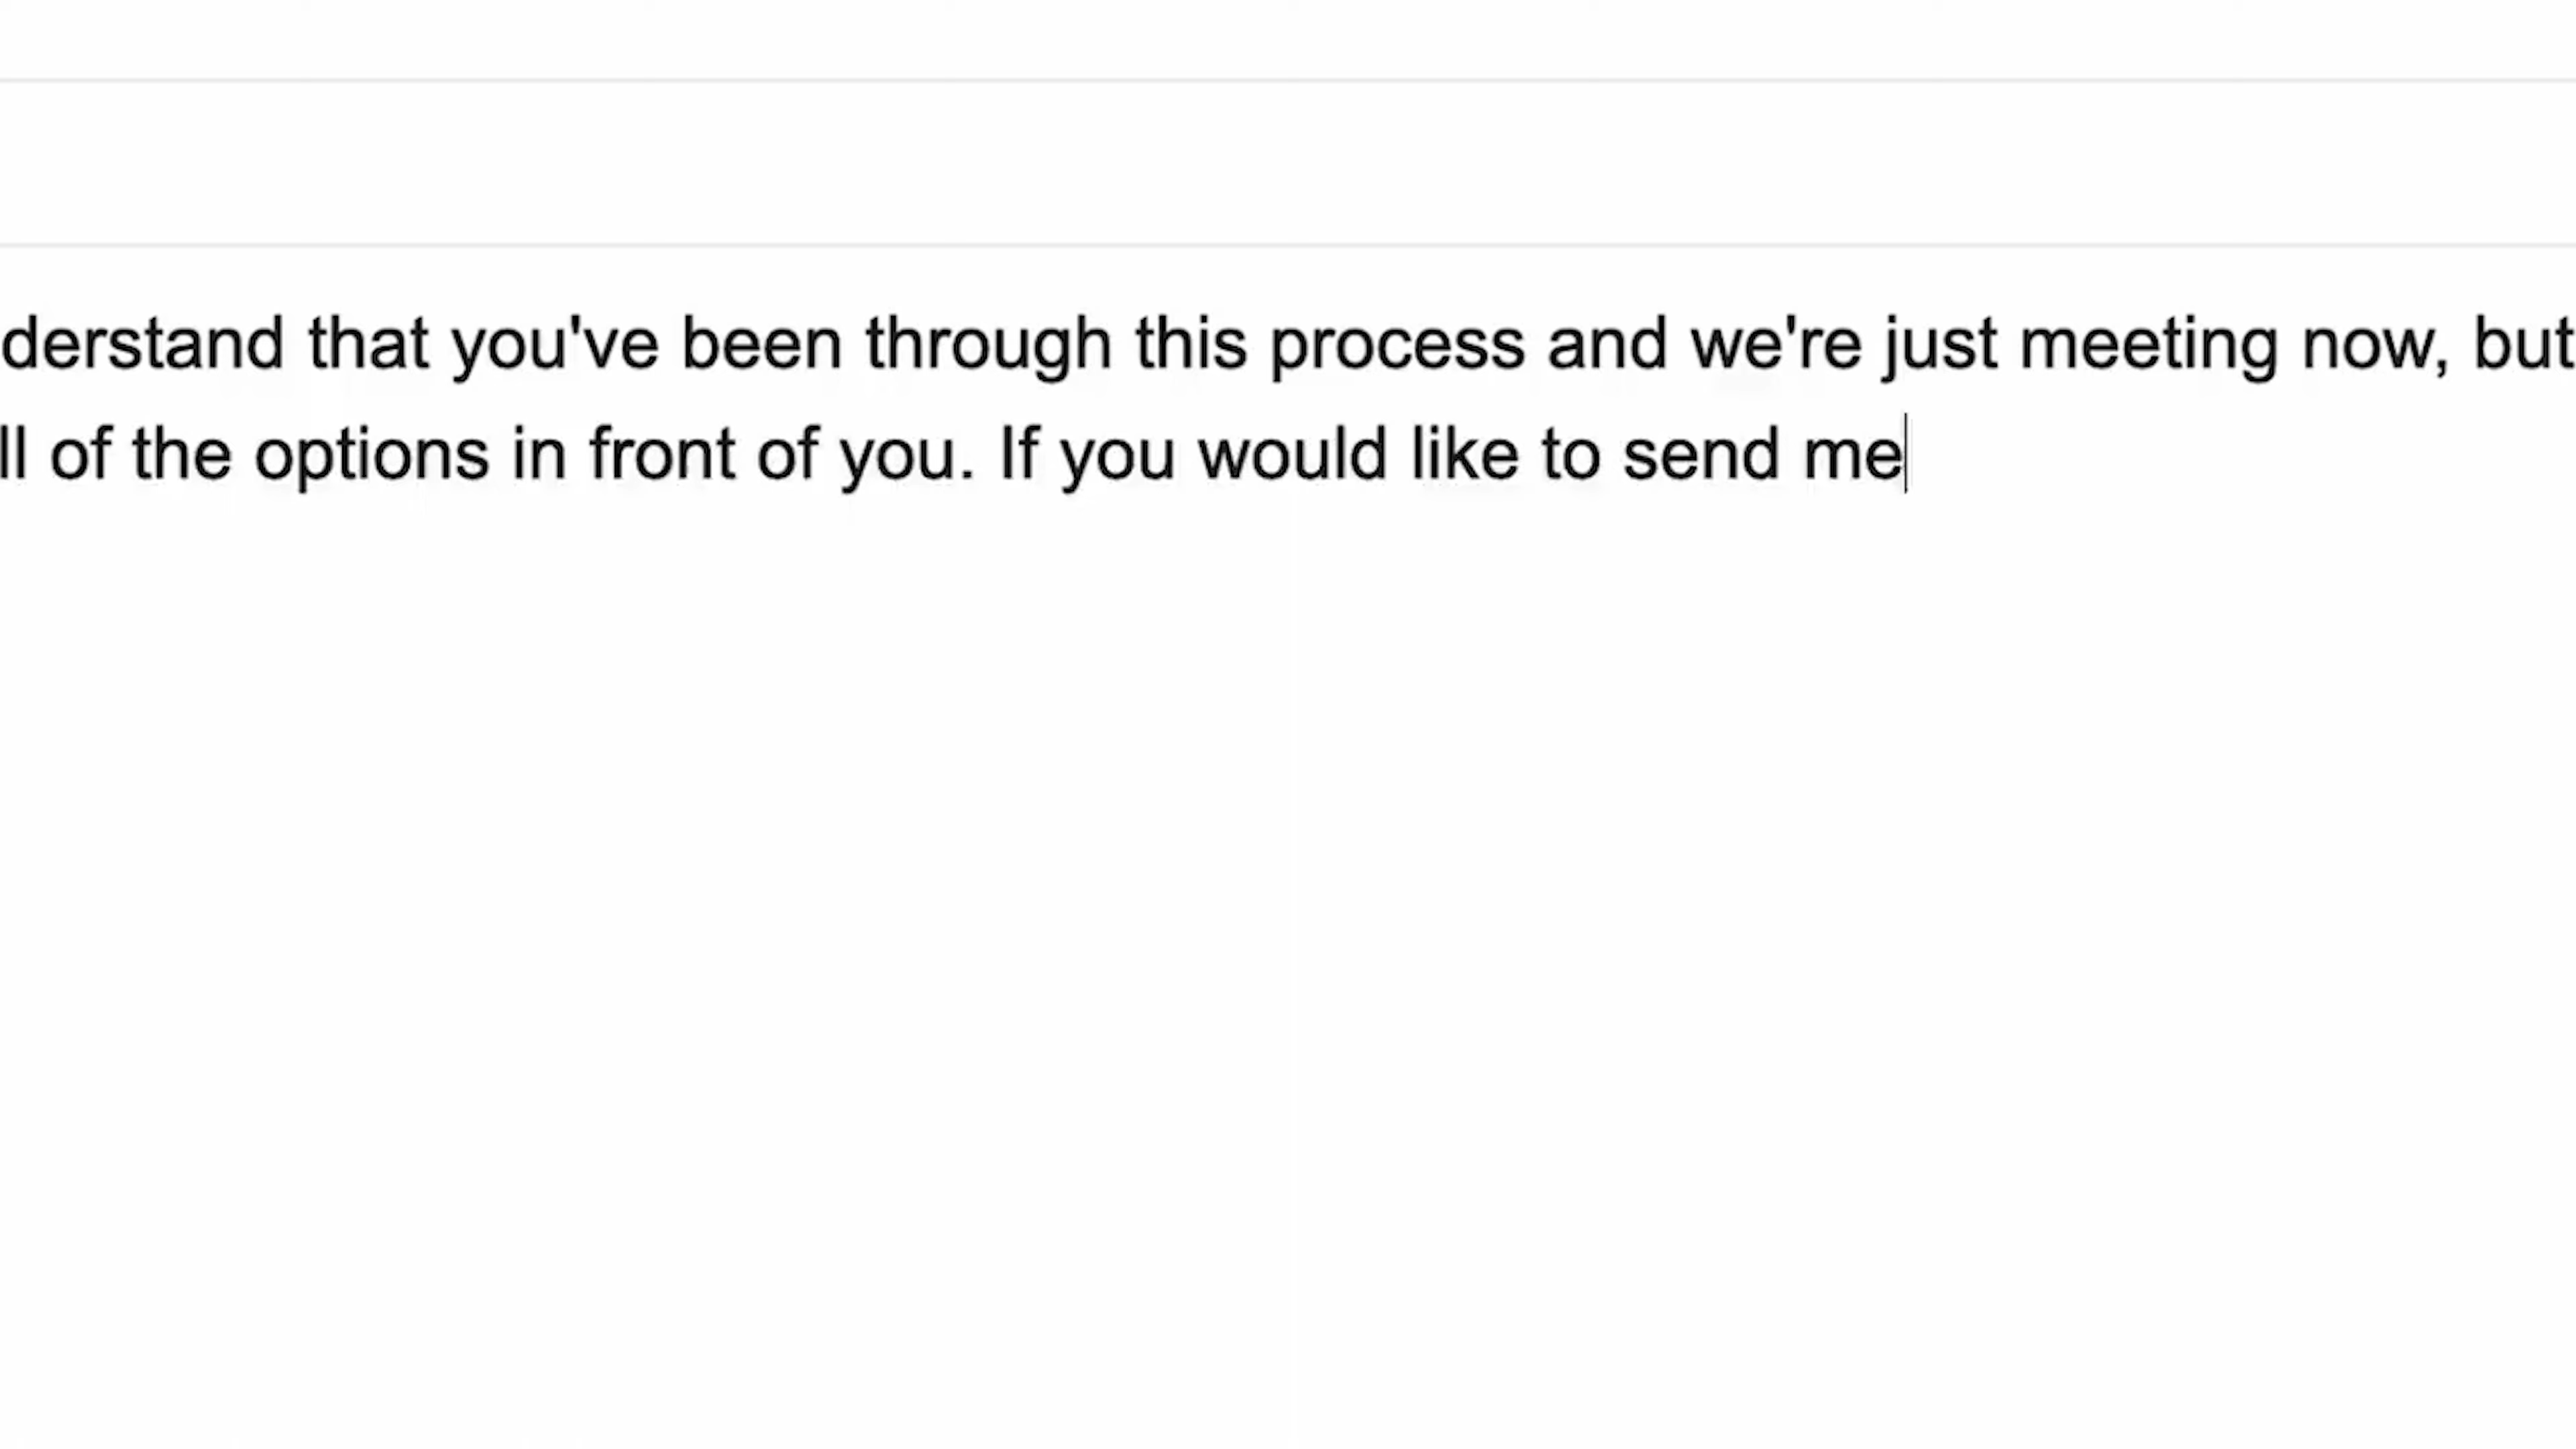 derstand that you've been through this process and we're just meeting now, but
ll of the options in front of you. If you would like to send me